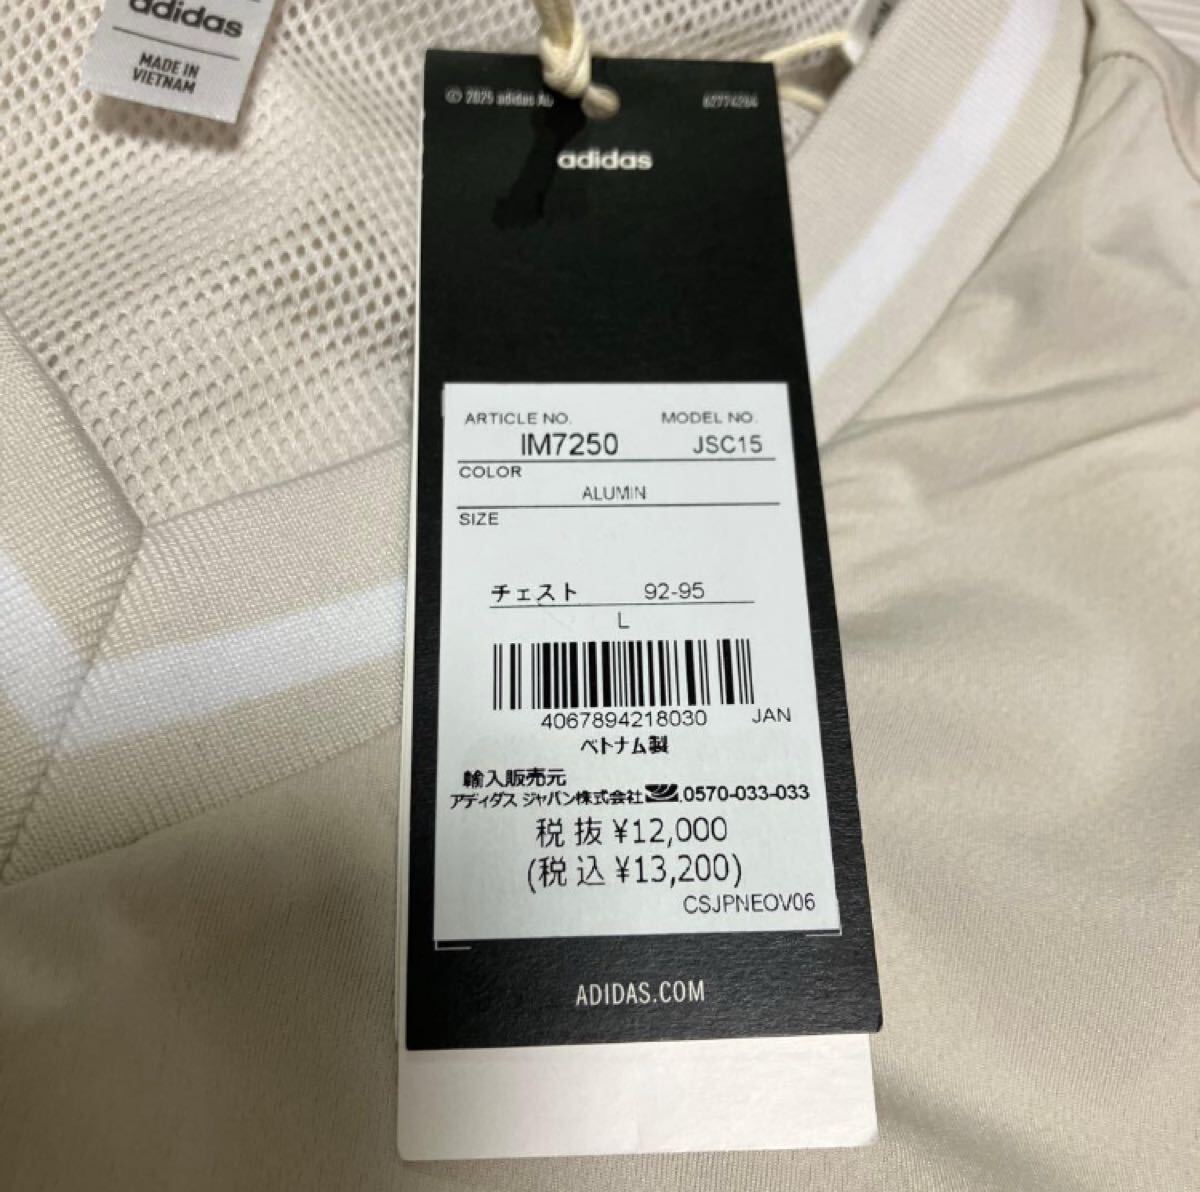 adidas
MADE IN
VIETNAM
© 2025 adidas AG
62774264
adidas
ARTICLE NO. MODEL NO.
IM7250 JSC15
COLOR
ALUMIN
SIZE
チェスト 92-95
L
4067894218030 JAN
ベトナム製
輸入販売元
アディダス ジャパン株式会社 0570-033-033
税 抜 ¥12,000
(税 込 ¥13,200)
CSJPNEOV06
ADIDAS.COM